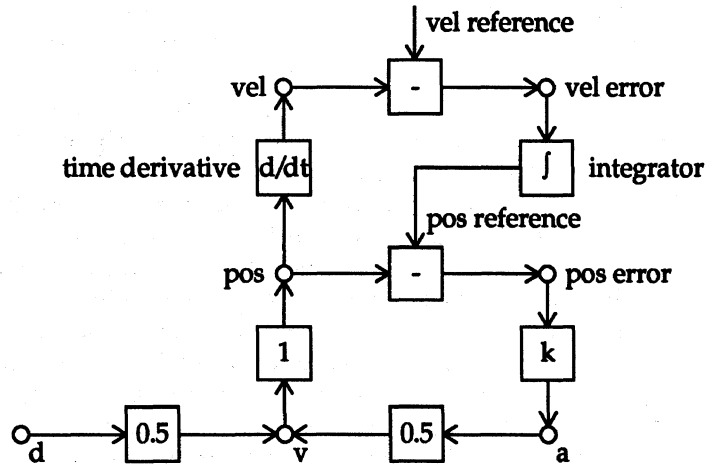 vel reference
vel
-
vel error
time derivative
d/dt
∫
integrator
pos reference
pos
-
pos error
1
k
0.5
0.5
d
v
a